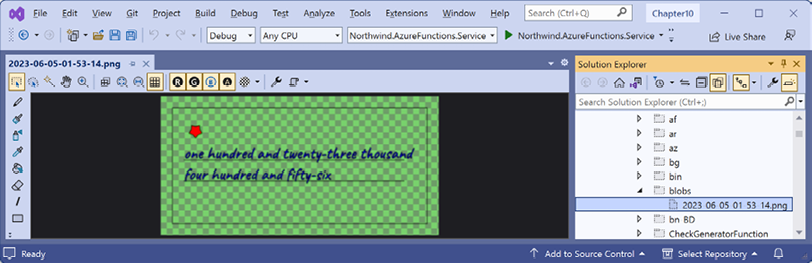 File Edit View Git Project Build Debug Test Analyze Tools Extensions Window Help Search (Ctrl+Q) Chapter10
Debug Any CPU Northwind.AzureFunctions.Service Northwind.AzureFunctions.Service Live Share
2023-06-05-01-53-14.png Solution Explorer
R G B A
Search Solution Explorer (Ctrl+;)
af
ar
az
bg
bin
blobs
2023-06-05-01-53-14.png
bn-BD
CheckGeneratorFunction
one hundred and twenty-three thousand
four hundred and fifty-six
Ready Add to Source Control Select Repository